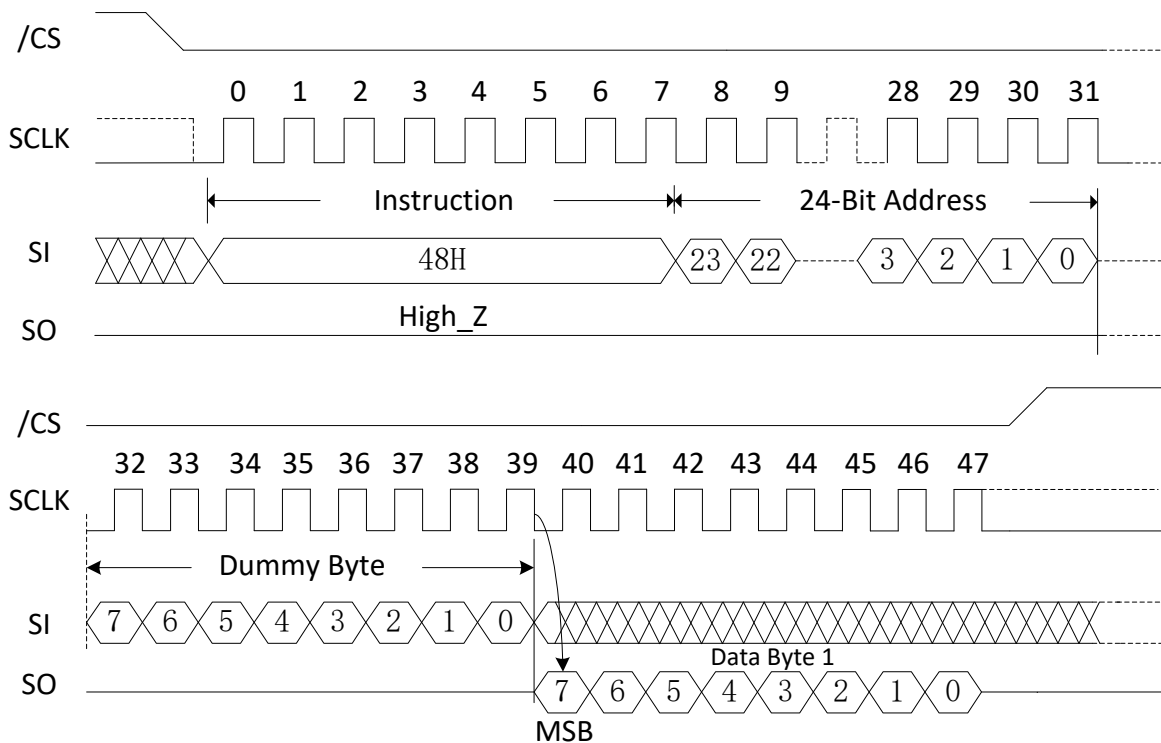 /CS
0 1 2 3 4 5 6 7 8 9 28 29 30 31
SCLK
Instruction 24-Bit Address
SI 48H 23 22 3 2 1 0
High_Z
SO
/CS
32 33 34 35 36 37 38 39 40 41 42 43 44 45 46 47
SCLK
Dummy Byte
SI 7 6 5 4 3 2 1 0
Data Byte 1
SO 7 6 5 4 3 2 1 0
MSB